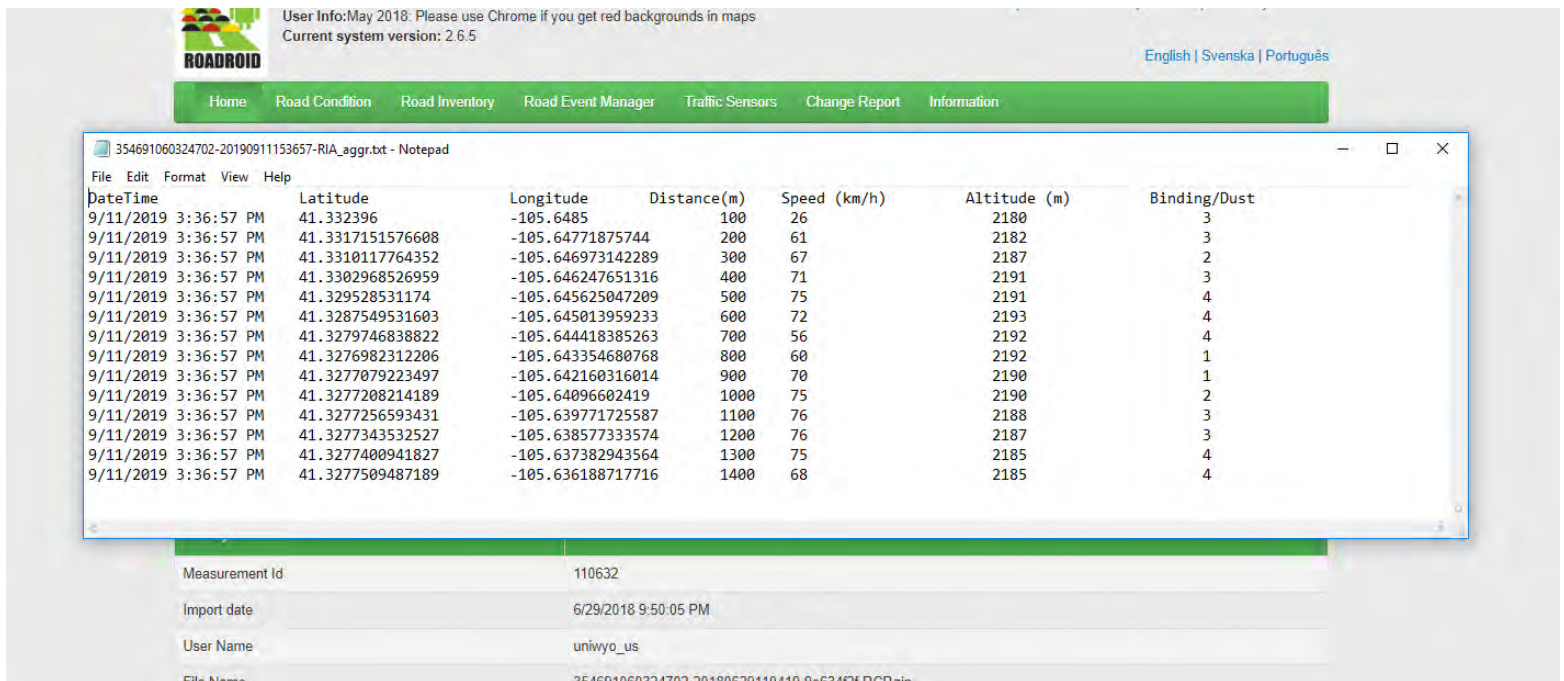 User Info:May 2018: Please use Chrome if you get red backgrounds in maps
Current system version: 2.6.5
ROADROID
English | Svenska | Português
Home Road Condition Road Inventory Road Event Manager Traffic Sensors Change Report Information
354691060324702-20190911153657-RIA_aggr.txt - Notepad
File Edit Format View Help
DateTime Latitude Longitude Distance(m) Speed (km/h) Altitude (m) Binding/Dust
9/11/2019 3:36:57 PM 41.332396 -105.6485 100 26 2180 3
9/11/2019 3:36:57 PM 41.3317151576608 -105.64771875744 200 61 2182 3
9/11/2019 3:36:57 PM 41.3310117764352 -105.646973142289 300 67 2187 2
9/11/2019 3:36:57 PM 41.3302968526959 -105.646247651316 400 71 2191 3
9/11/2019 3:36:57 PM 41.329528531174 -105.645625047209 500 75 2191 4
9/11/2019 3:36:57 PM 41.3287549531603 -105.645013959233 600 72 2193 4
9/11/2019 3:36:57 PM 41.3279746838822 -105.644418385263 700 56 2192 4
9/11/2019 3:36:57 PM 41.3276982312206 -105.643354680768 800 60 2192 1
9/11/2019 3:36:57 PM 41.3277079223497 -105.642160316014 900 70 2190 1
9/11/2019 3:36:57 PM 41.3277208214189 -105.64096602419 1000 75 2190 2
9/11/2019 3:36:57 PM 41.3277256593431 -105.639771725587 1100 76 2188 3
9/11/2019 3:36:57 PM 41.3277343532527 -105.638577333574 1200 76 2187 3
9/11/2019 3:36:57 PM 41.3277400941827 -105.637382943564 1300 75 2185 4
9/11/2019 3:36:57 PM 41.3277509487189 -105.636188717716 1400 68 2185 4
Measurement Id 110632
Import date 6/29/2018 9:50:05 PM
User Name uniwyo_us
File Name